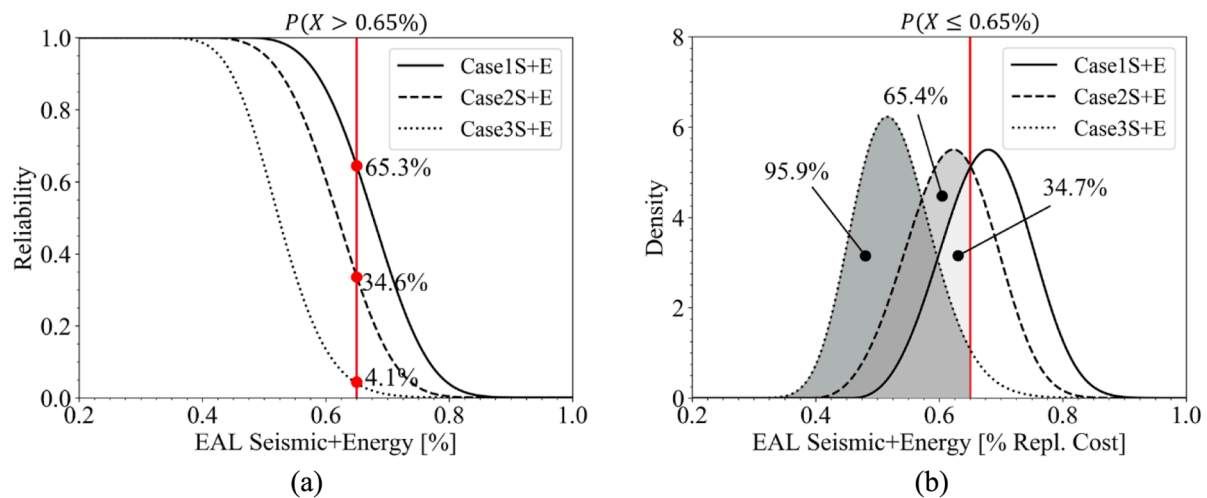 P(X > 0.65%)
1.0
0.8
0.6
0.4
0.2
0.0
Reliability
Case1S+E
Case2S+E
Case3S+E
65.3%
34.6%
4.1%
0.2
0.4
0.6
0.8
1.0
EAL Seismic+Energy [%]
(a)
P(X ≤ 0.65%)
8
6
4
2
0
Density
Case1S+E
Case2S+E
Case3S+E
65.4%
95.9%
34.7%
0.2
0.4
0.6
0.8
1.0
EAL Seismic+Energy [% Repl. Cost]
(b)